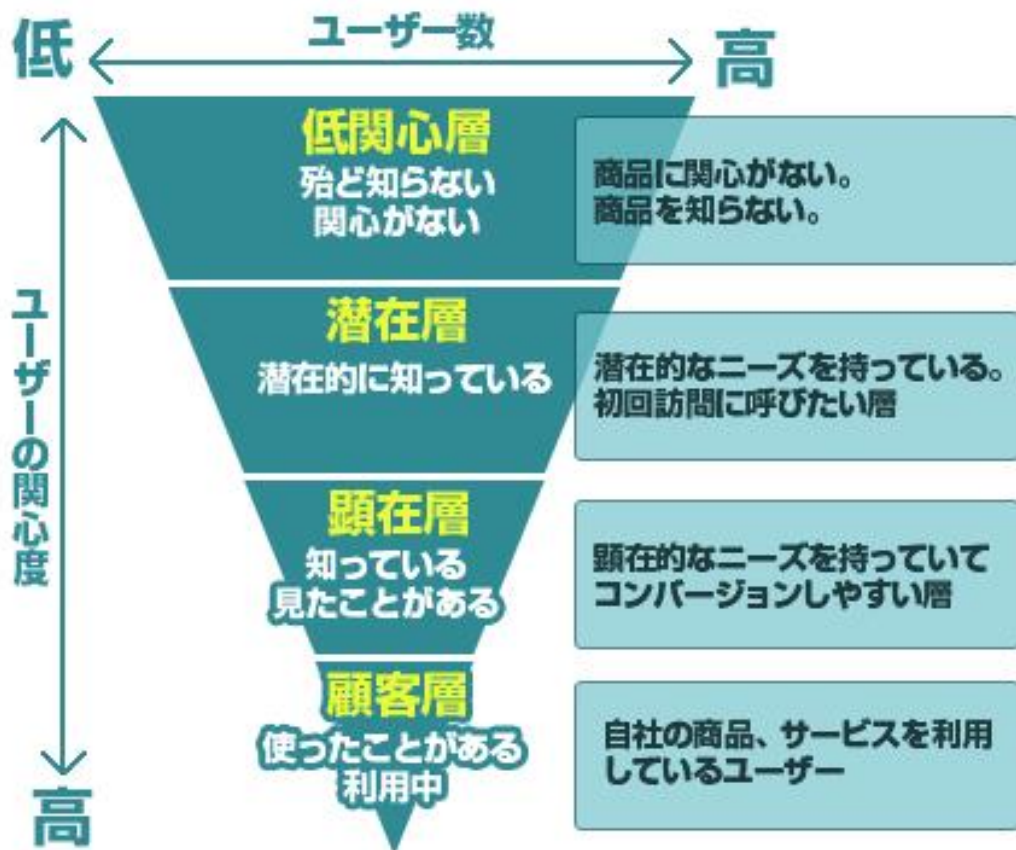 低
ユーザー数
高
ユーザーの関心度
高
低関心層
殆ど知らない
関心がない
商品に関心がない。
商品を知らない。
潜在層
潜在的に知っている
潜在的なニーズを持っている。
初回訪問に呼びたい層
顕在層
知っている
見たことがある
顕在的なニーズを持っていて
コンバージョンしやすい層
顧客層
使ったことがある
利用中
自社の商品、サービスを利用
しているユーザー